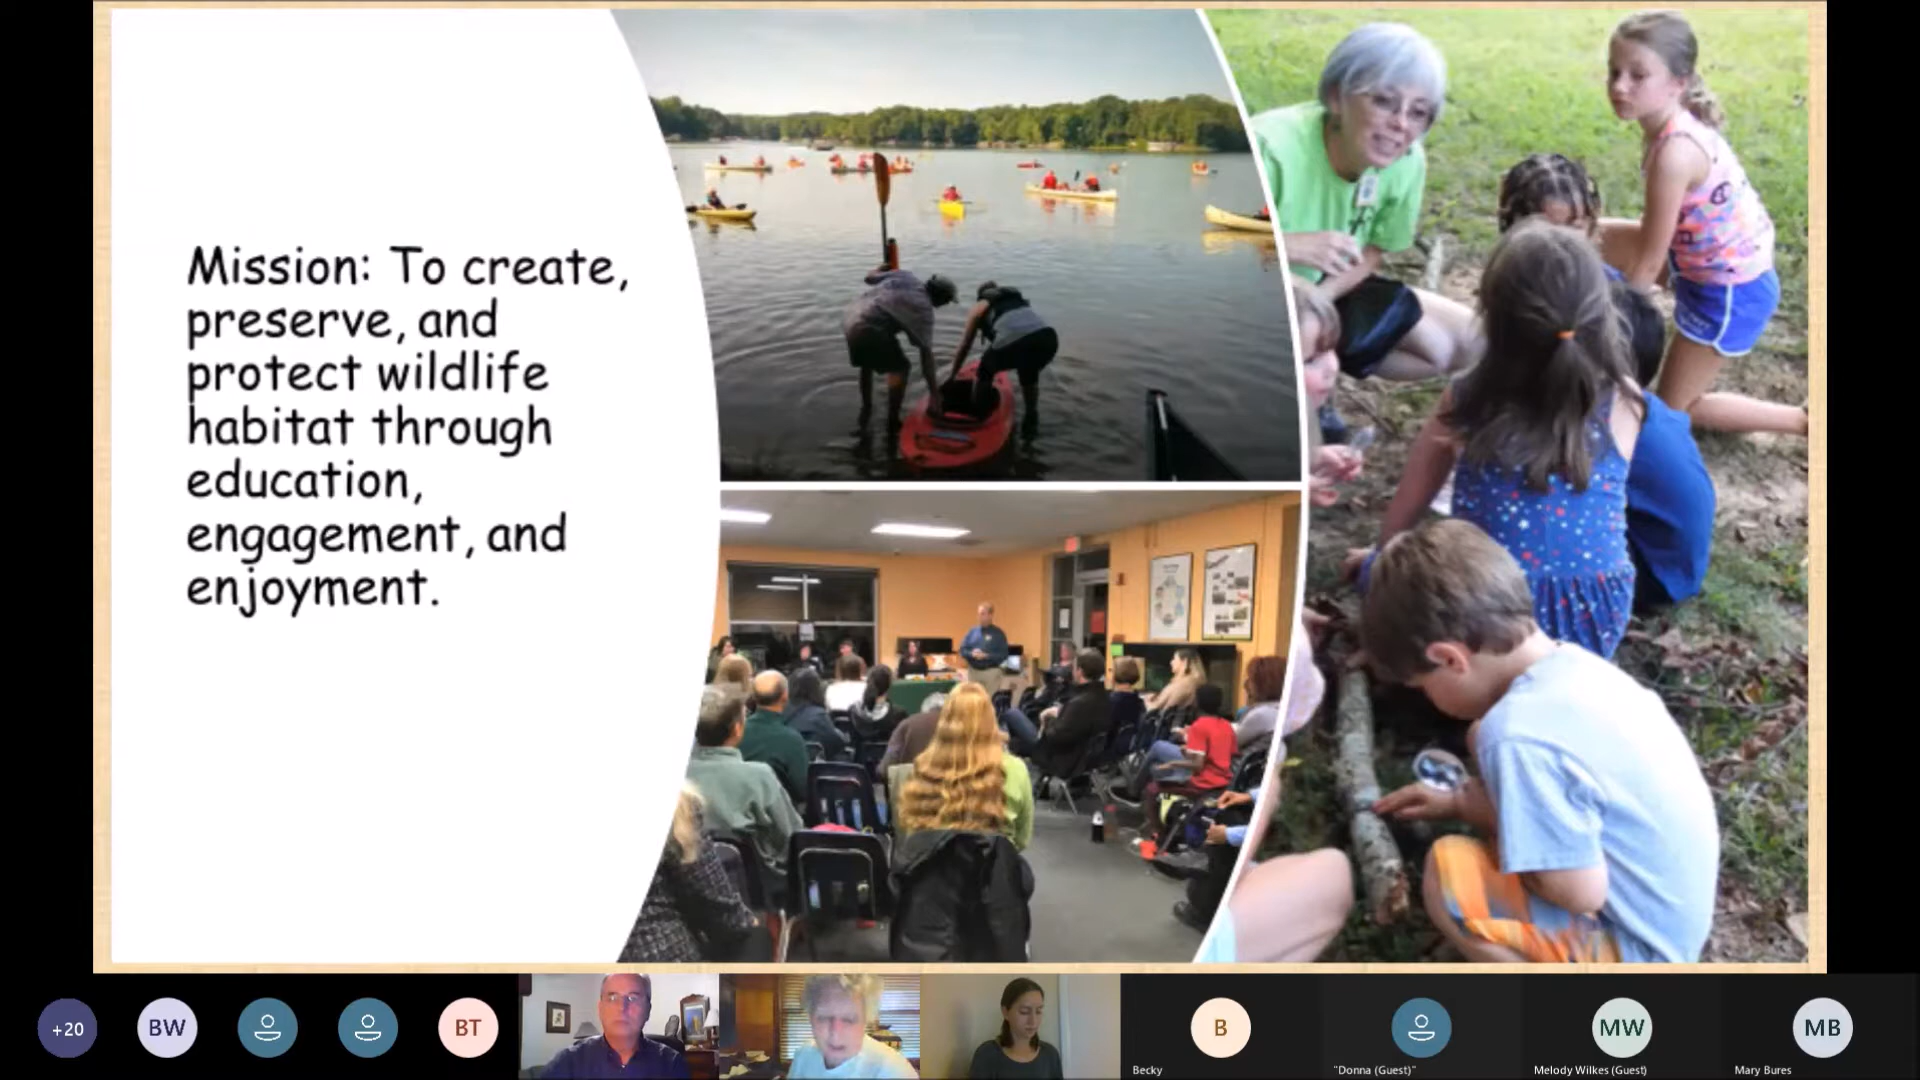 Mission: To create,
preserve, and
protect wildlife
habitat through
education,
engagement, and
enjoyment.
+20
BW
BT
B
MW
MB
Becky
"Donna (Guest)"
Melody Wilkes (Guest)
Mary Bures